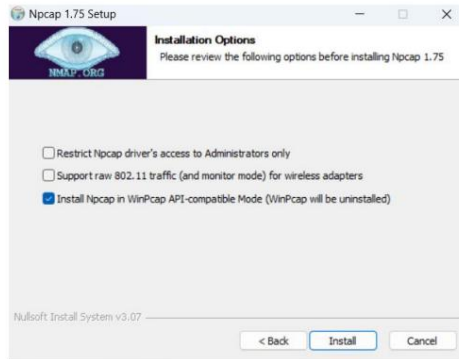 Npcap 1.75 Setup
Installation Options
Please review the following options before installing Npcap 1.75
NMAP.ORG
Restrict Npcap driver's access to Administrators only
Support raw 802.11 traffic (and monitor mode) for wireless adapters
Install Npcap in WinPcap API-compatible Mode (WinPcap will be uninstalled)
Nullsoft Install System v3.07
< Back Install Cancel